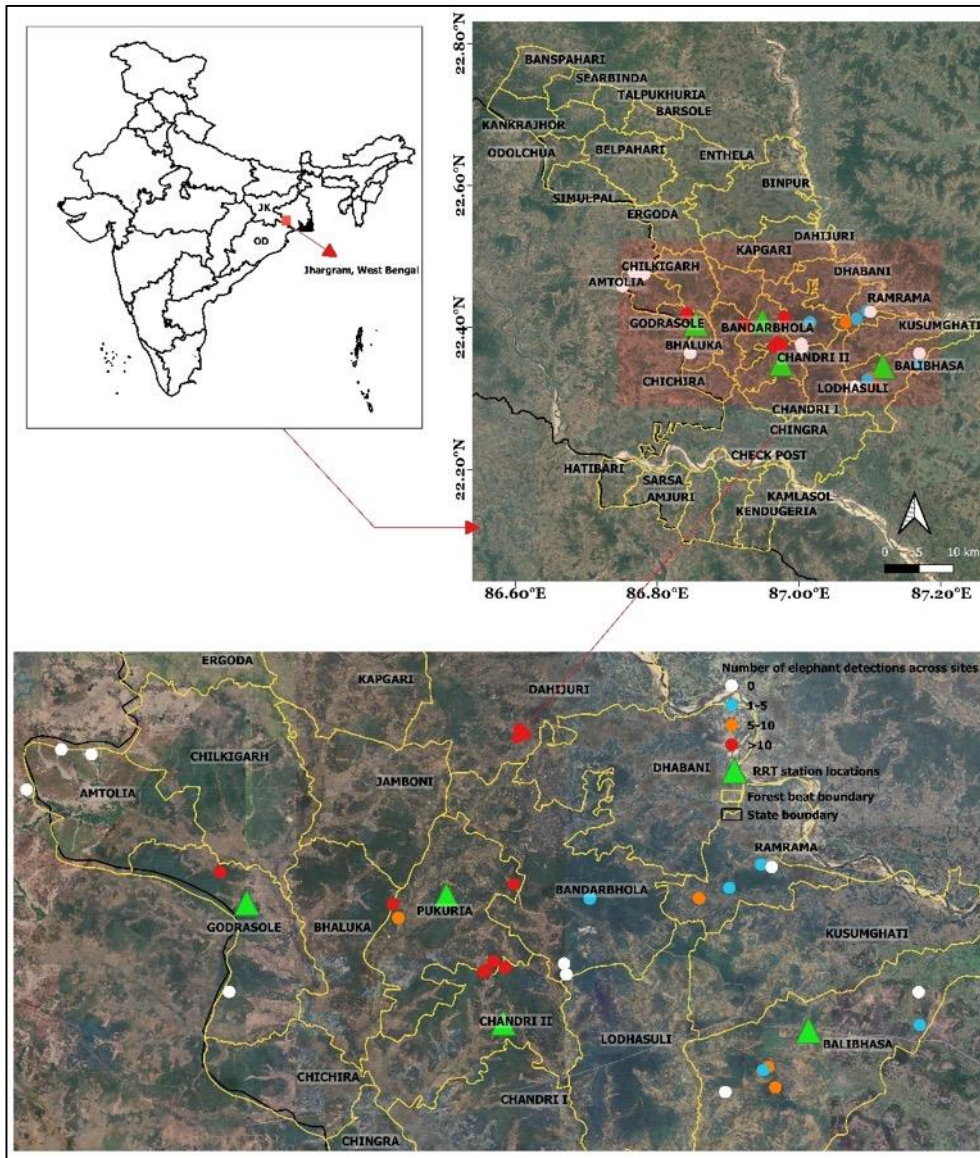 JK
OD
Jhargram, West Bengal
22.80°N
22.60°N
22.40°N
22.20°N
86.60°E
86.80°E
87.00°E
87.20°E
BANSPAHARI
SEARBINDA
TALPUKHURIA
BARSOLE
KANKRAJHOR
ODOLCHUA
BELPAHARI
ENTHELA
BINPUR
SIMULPAL
ERGODA
DAHIJURI
KAPGARI
CHILKIGARH
DHABANI
AMTOLIA
RAMRAMA
GODRASOLE
BANDARBHOLA
KUSUMGHATI
BHALUKA
CHANDRI II
BALIBHASA
CHICHIRA
LODHASULI
CHANDRI I
CHINGRA
CHECK POST
HATIBARI
SARSA
AMJURI
KAMLASOL
KENDUGERIA
0 5 10 km
ERGODA
KAPGARI
DAHIJURI
Number of elephant detections across sites
0
1-5
5-10
>10
RRT station locations
Forest beat boundary
State boundary
CHILKIGARH
JAMBONI
DHABANI
AMTOLIA
RAMRAMA
BANDARBHOLA
PUKURIA
GODRASOLE
BHALUKA
KUSUMGHATI
CHANDRI II
LODHASULI
BALIBHASA
CHICHIRA
CHANDRI I
CHINGRA